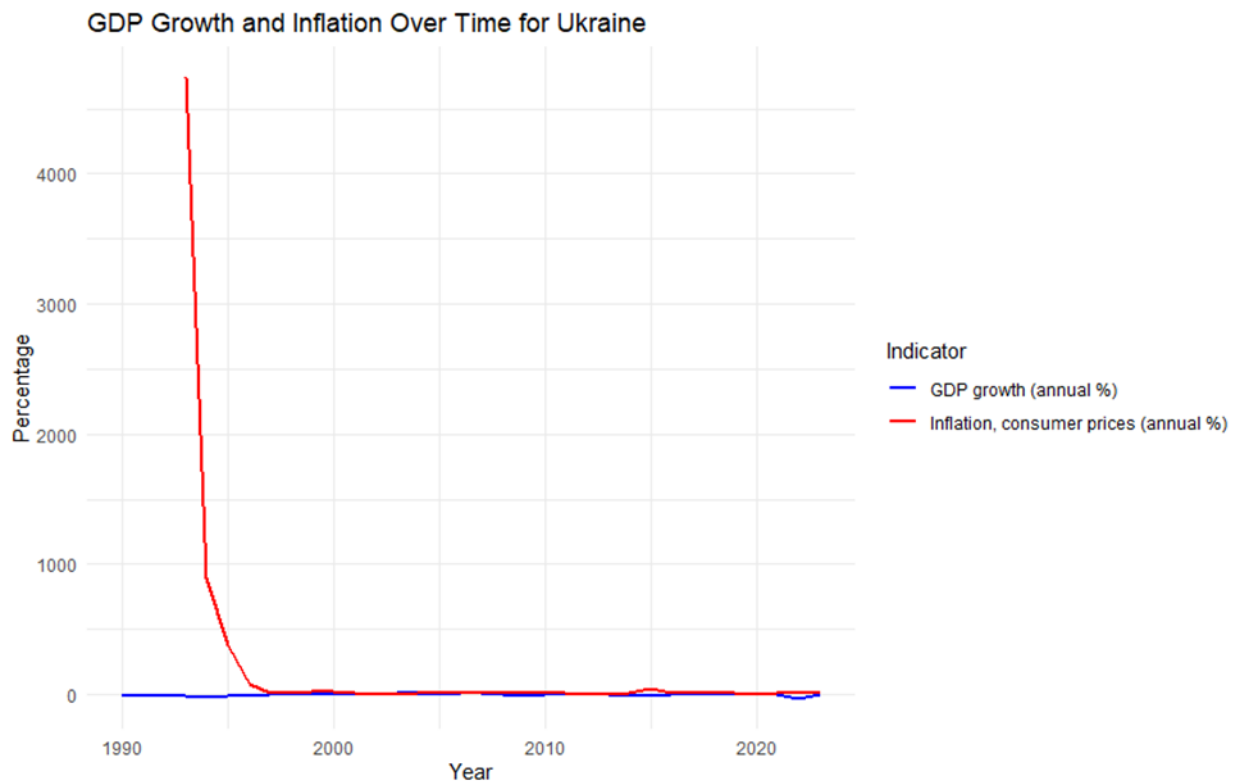 GDP Growth and Inflation Over Time for Ukraine
4000
3000
2000
1000
0
Percentage
1990
2000
2010
2020
Year
Indicator
GDP growth (annual %)
Inflation, consumer prices (annual %)